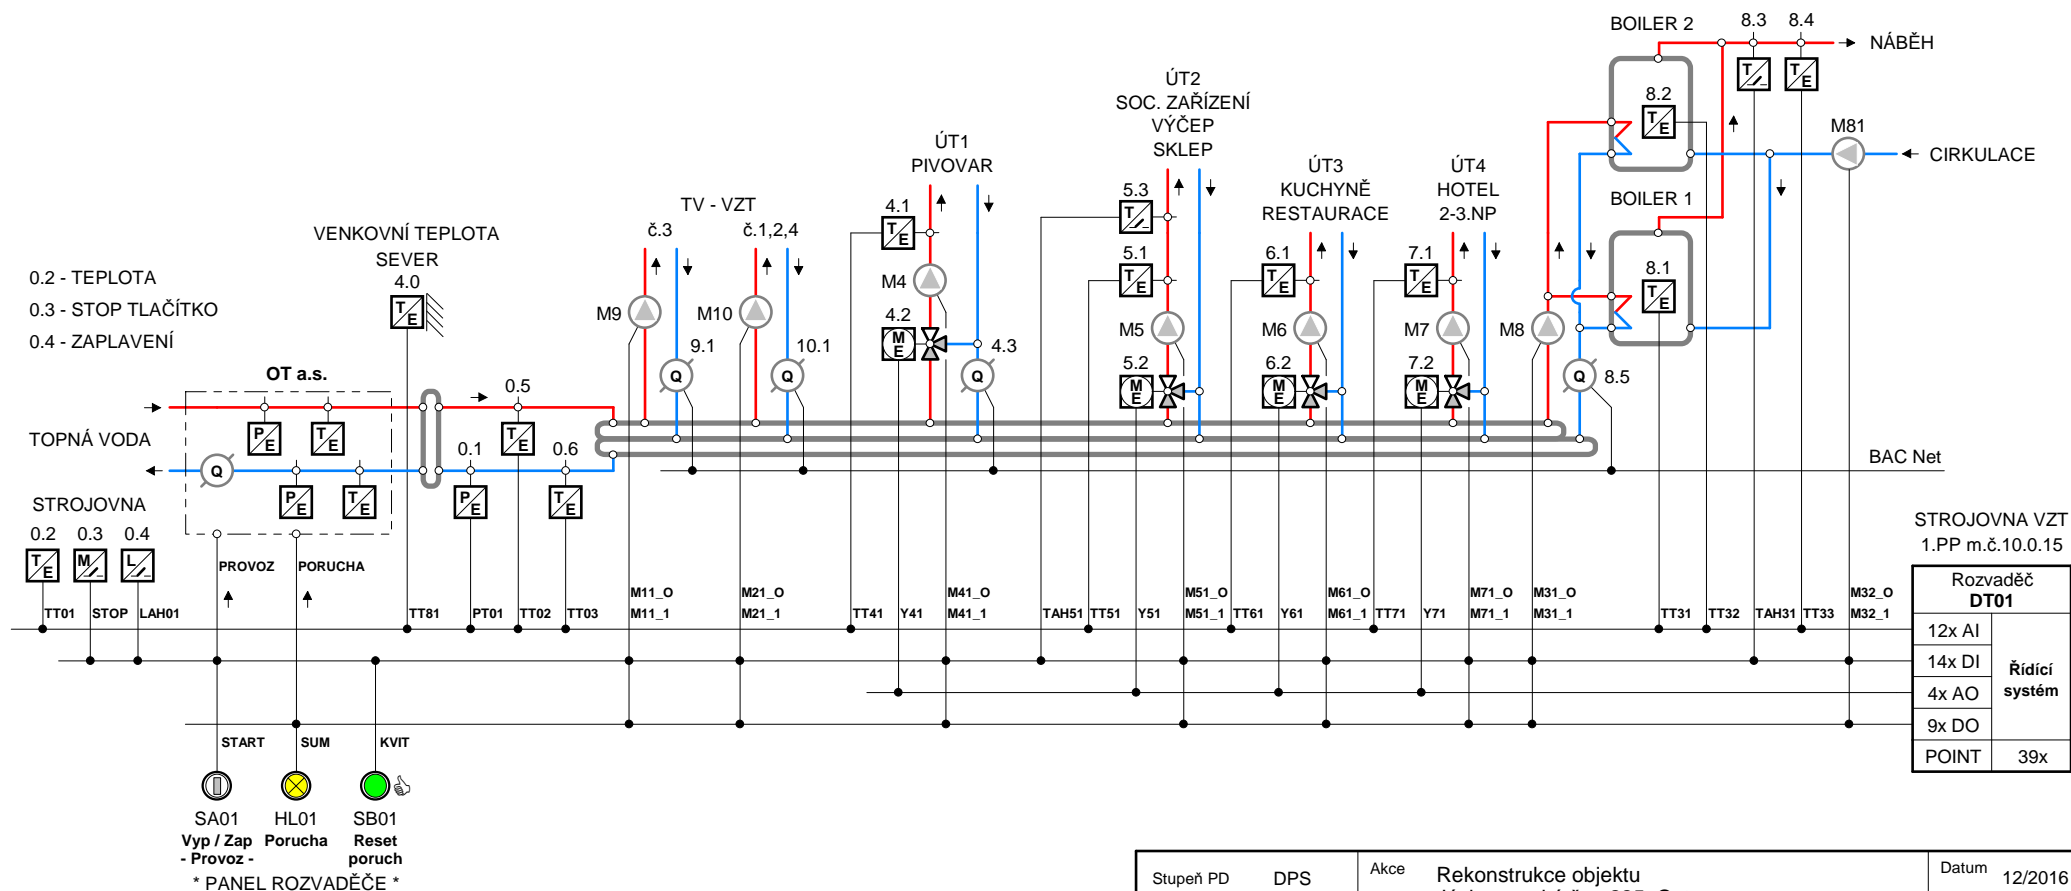 BOILER 2
8.3
8.4
NÁBĚH
ÚT2
SOC. ZAŘÍZENÍ
VÝČEP
SKLEP
8.2
T E
T
T E
M81
CIRKULACE
ÚT1
PIVOVAR
ÚT3
KUCHYNĚ
RESTAURACE
ÚT4
HOTEL
2-3.NP
BOILER 1
VENKOVNÍ TEPLOTA
SEVER
4.0
T E
TV - VZT
č.3
č.1,2,4
4.1
T E
5.3
T
5.1
T E
6.1
T E
7.1
T E
8.1
T E
0.2 - TEPLOTA
0.3 - STOP TLAČÍTKO
0.4 - ZAPLAVENÍ
M9
M10
M4
4.2
M E
M5
M6
M7
M8
9.1
Q
10.1
Q
4.3
Q
5.2
M E
6.2
M E
7.2
M E
8.5
Q
OT a.s.
0.5
P E
T E
T E
TOPNÁ VODA
Q
0.1
0.6
P E
T E
P E
T E
BAC Net
STROJOVNA
0.2
0.3
0.4
T E
M
L
PROVOZ
PORUCHA
STROJOVNA VZT
1.PP m.č.10.0.15
TT01
STOP
LAH01
TT81
PT01
TT02
TT03
M11_O
M11_1
M21_O
M21_1
TT41
Y41
M41_O
M41_1
TAH51
TT51
Y51
M51_O
M51_1
TT61
Y61
M61_O
M61_1
TT71
Y71
M71_O
M71_1
M31_O
M31_1
TT31
TT32
TAH31
TT33
M32_O
M32_1
Rozvaděč
DT01
12x AI
14x DI
4x AO
9x DO
Řídící
systém
POINT
39x
START
SUM
KVIT
SA01
Vyp / Zap
- Provoz -
HL01
Porucha
SB01
Reset
poruch
* PANEL ROZVADĚČE *
Stupeň PD
DPS
Akce
Rekonstrukce objektu
Datum
12/2016